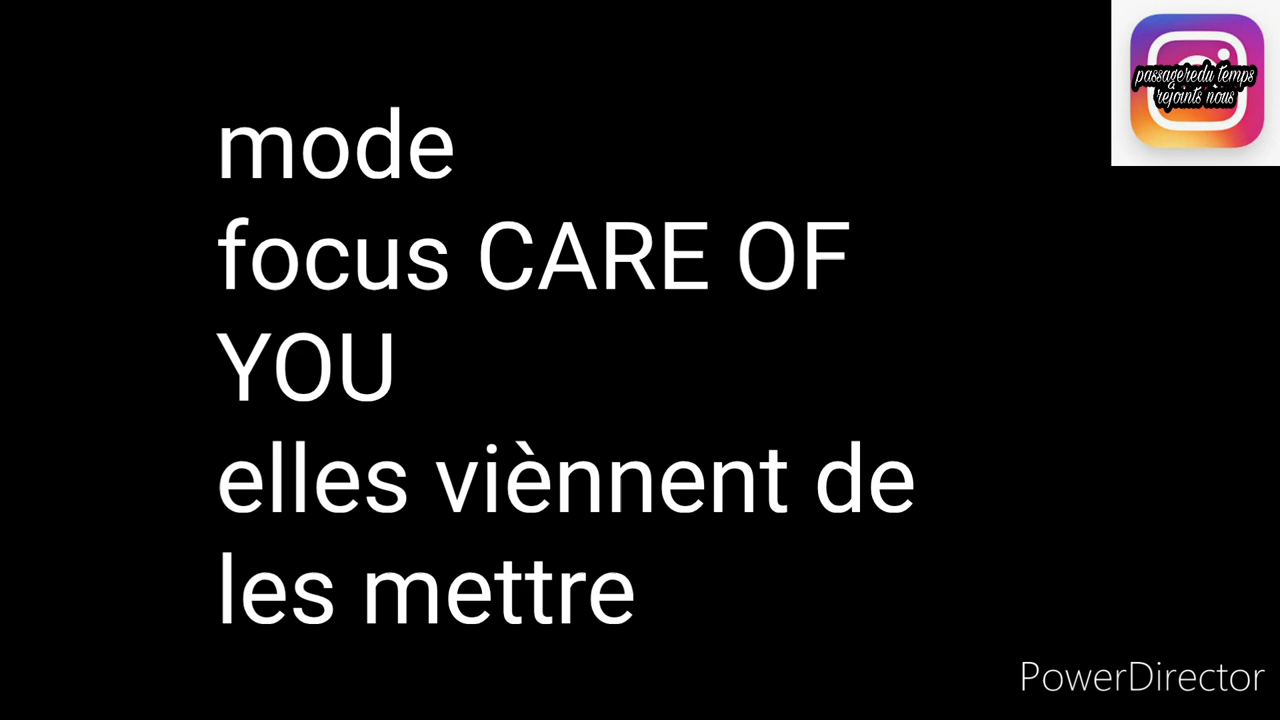 passageredu temps
rejoints nous
mode
focus CARE OF
YOU
elles viènnent de
les mettre
PowerDirector